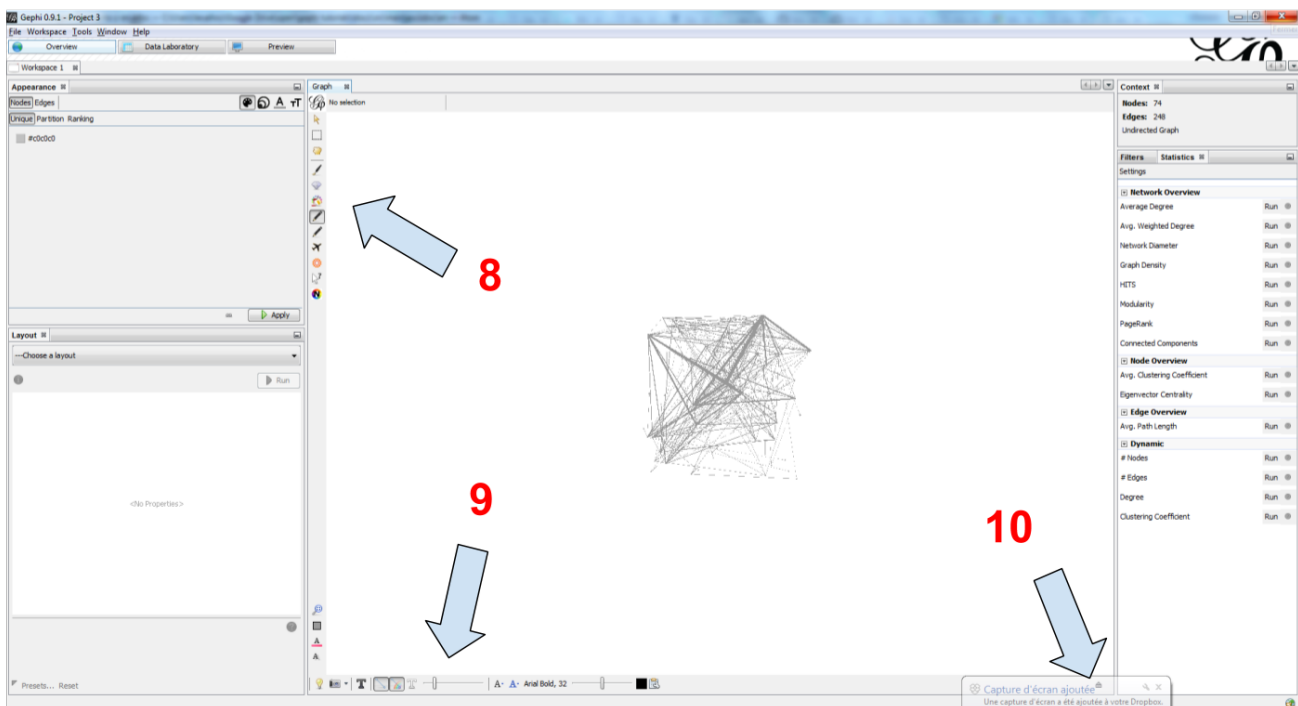 Gephi 0.9.1 - Project 3
File Workspace Tools Window Help
Overview Data Laboratory Preview
Workspace 1
Appearance
Nodes Edges
Unique Partition Ranking
#c0c0c0
Apply
Layout
---Choose a layout
Run
<No Properties>
Presets... Reset
Graph
No selection
8
9
10
A- A- Arial Bold, 32
Context
Nodes: 74
Edges: 248
Undirected Graph
Filters Statistics
Settings
Network Overview
Average Degree Run
Avg. Weighted Degree Run
Network Diameter Run
Graph Density Run
HITS Run
Modularity Run
PageRank Run
Connected Components Run
Node Overview
Avg. Clustering Coefficient Run
Eigenvector Centrality Run
Edge Overview
Avg. Path Length Run
Dynamic
# Nodes Run
# Edges Run
Degree Run
Clustering Coefficient Run
Capture d'écran ajoutée
Une capture d'écran a été ajoutée à votre Dropbox.